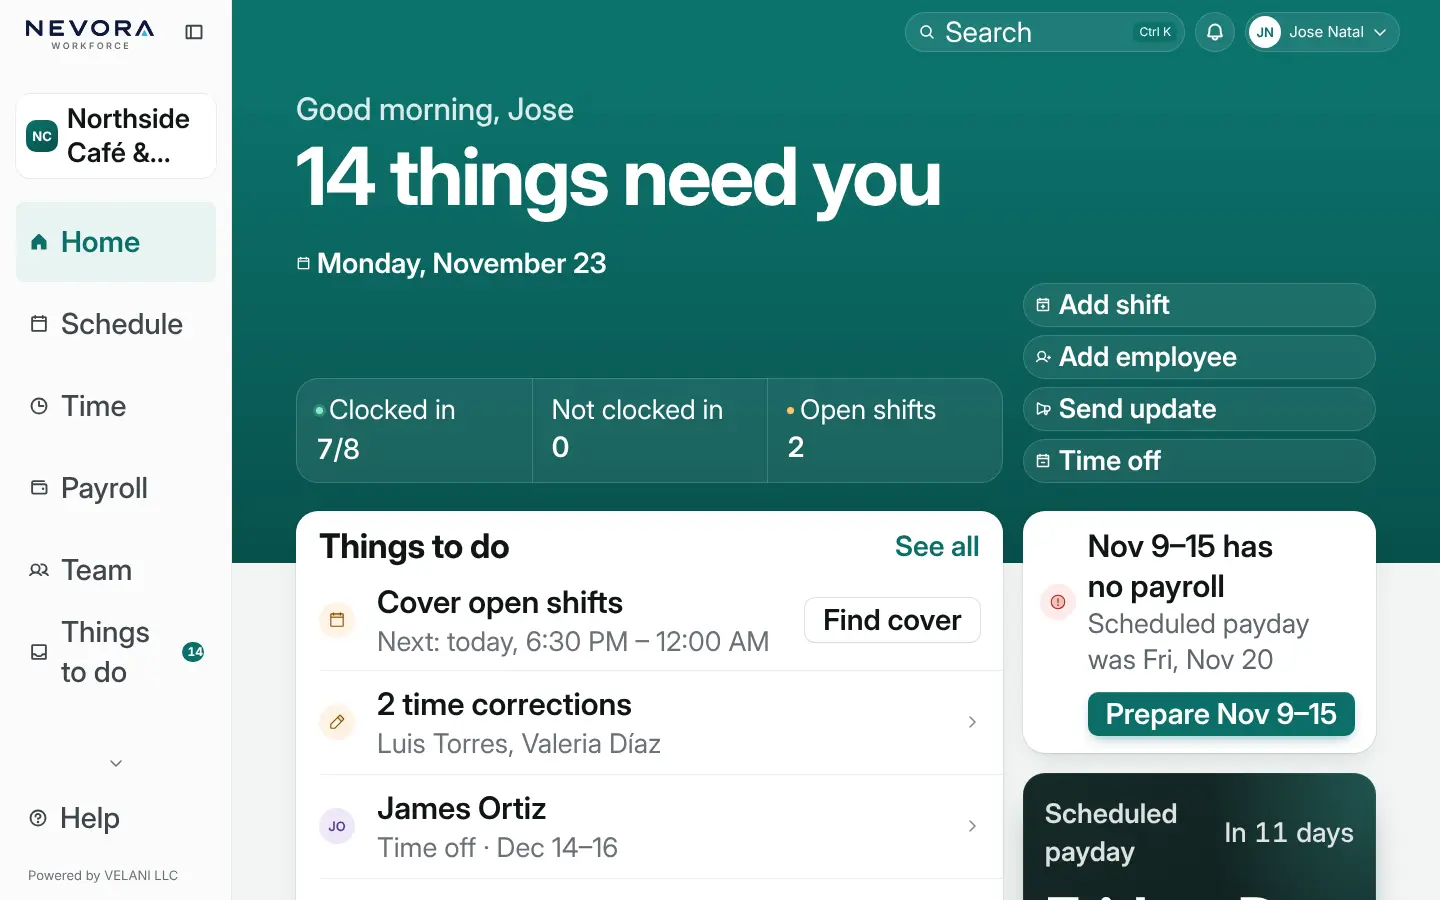 NEVORA
WORKFORCE
NC
Northside
Café &...
Home
Schedule
Time
Payroll
Team
Things
to do
14
Help
Powered by VELANI LLC
Search
Ctrl K
JN
Jose Natal
Good morning, Jose
14 things need you
Monday, November 23
Clocked in
7/8
Not clocked in
0
Open shifts
2
Add shift
Add employee
Send update
Time off
Things to do
See all
Cover open shifts
Next: today, 6:30 PM – 12:00 AM
Find cover
2 time corrections
Luis Torres, Valeria Díaz
JO
James Ortiz
Time off · Dec 14–16
Nov 9–15 has
no payroll
Scheduled payday
was Fri, Nov 20
Prepare Nov 9–15
Scheduled
payday
In 11 days